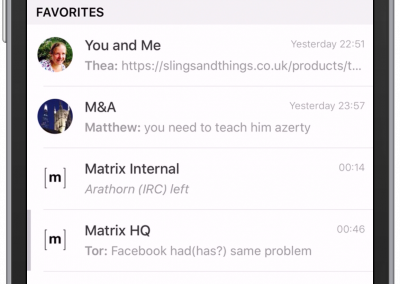 FAVORITES
You and Me Yesterday 22:51
Thea: https://slingsandthings.co.uk/products/t...
M&A Yesterday 23:57
Matthew: you need to teach him azerty
[m] Matrix Internal 00:14
Arathorn (IRC) left
[m] Matrix HQ 00:46
Tor: Facebook had(has?) same problem